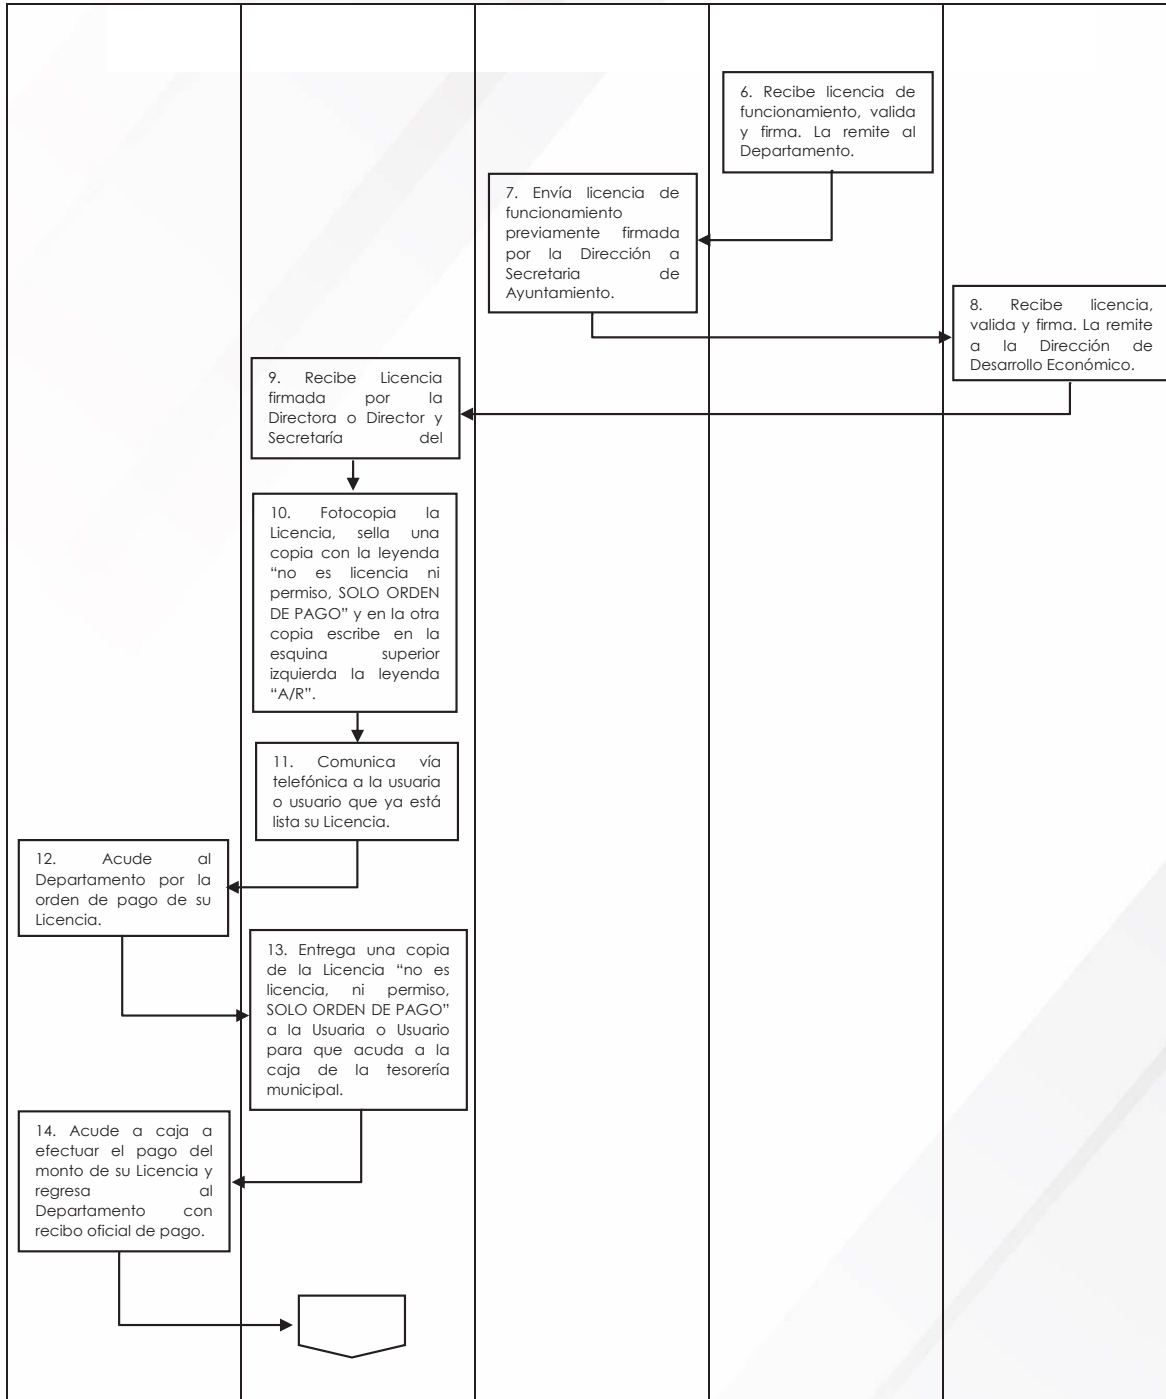 6. Recibe licencia de
funcionamiento, valida
y firma. La remite al
Departamento.
7. Envía licencia de
funcionamiento
previamente firmada
por la Dirección a
Secretaria de
Ayuntamiento.
8. Recibe licencia,
valida y firma. La remite
a la Dirección de
Desarrollo Económico.
9. Recibe Licencia
firmada por la
Directora o Director y
Secretaría del
10. Fotocopia la
Licencia, sella una
copia con la leyenda
“no es licencia ni
permiso, SOLO ORDEN
DE PAGO” y en la otra
copia escribe en la
esquina superior
izquierda la leyenda
“A/R”.
11. Comunica vía
telefónica a la usuaria
o usuario que ya está
lista su Licencia.
12. Acude al
Departamento por la
orden de pago de su
Licencia.
13. Entrega una copia
de la Licencia “no es
licencia, ni permiso,
SOLO ORDEN DE PAGO”
a la Usuaria o Usuario
para que acuda a la
caja de la tesorería
municipal.
14. Acude a caja a
efectuar el pago del
monto de su Licencia y
regresa al
Departamento con
recibo oficial de pago.